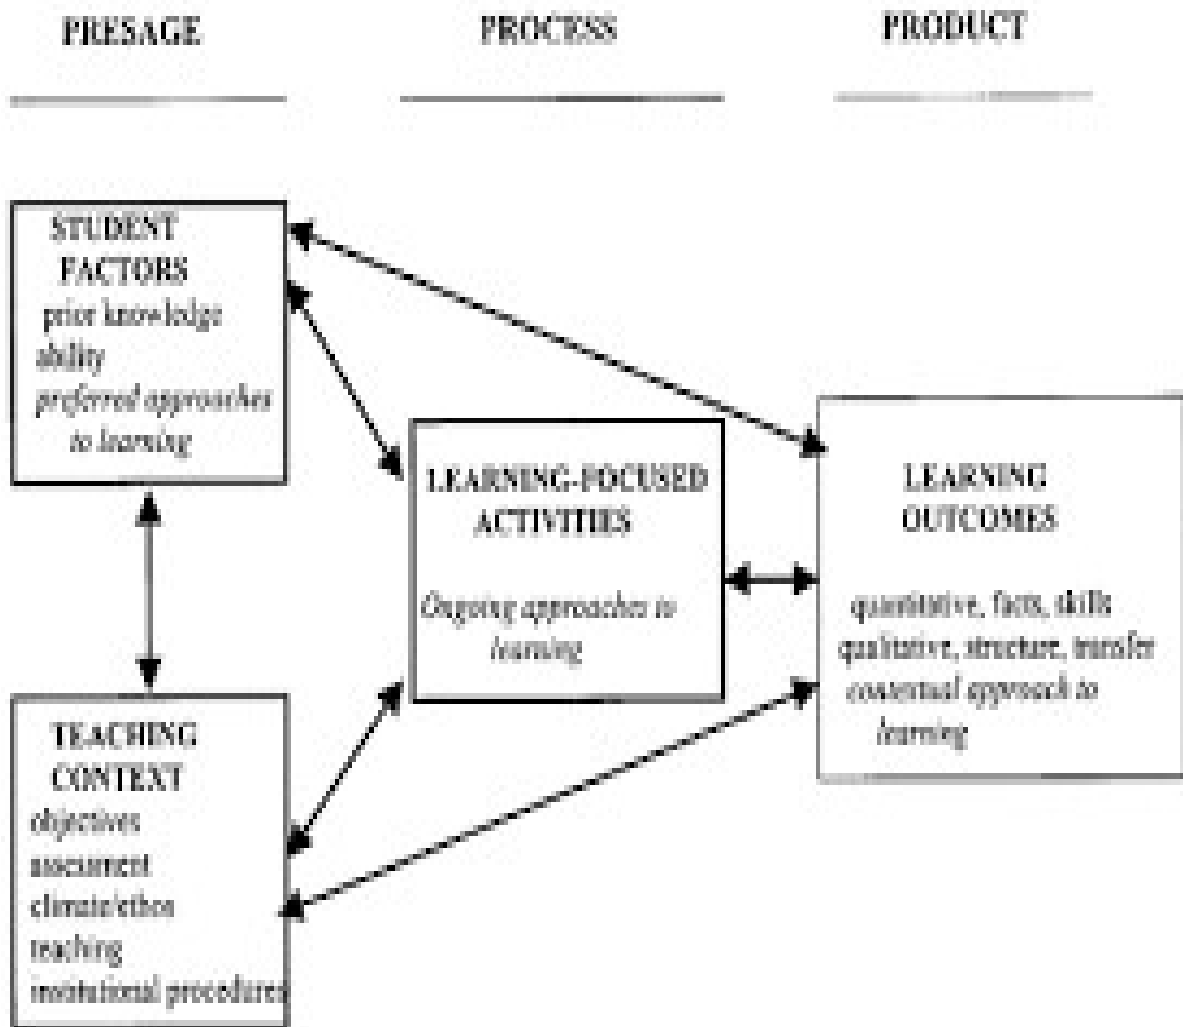 PRESAGE
PROCESS
PRODUCT
STUDENT
FACTORS
prior knowledge
ability
preferred approaches
to learning
LEARNING-FOCUSED
ACTIVITIES
Ongoing approaches to
learning
LEARNING
OUTCOMES
quantitative, facts, skills
qualitative, structure, transfer
contextual approach to
learning
TEACHING
CONTEXT
objectives
assessment
climate/ethos
teaching
institutional procedures